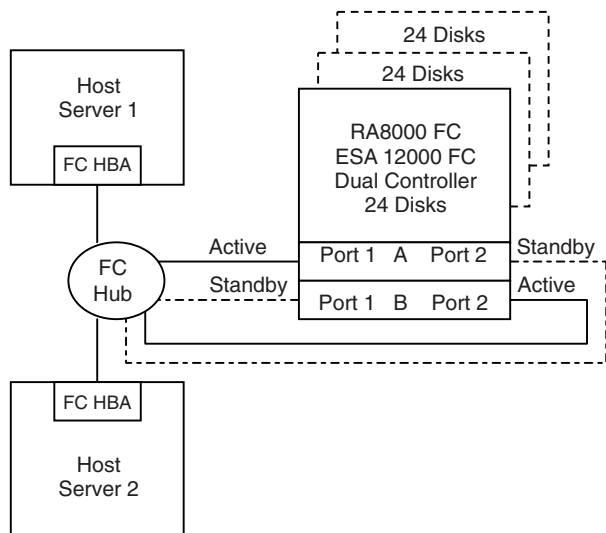 24 Disks
24 Disks
Host
Server 1
FC HBA
RA8000 FC
ESA 12000 FC
Dual Controller
24 Disks
Active
Port 1 A Port 2
Standby
FC
Hub
Standby
Port 1 B Port 2
Active
FC HBA
Host
Server 2